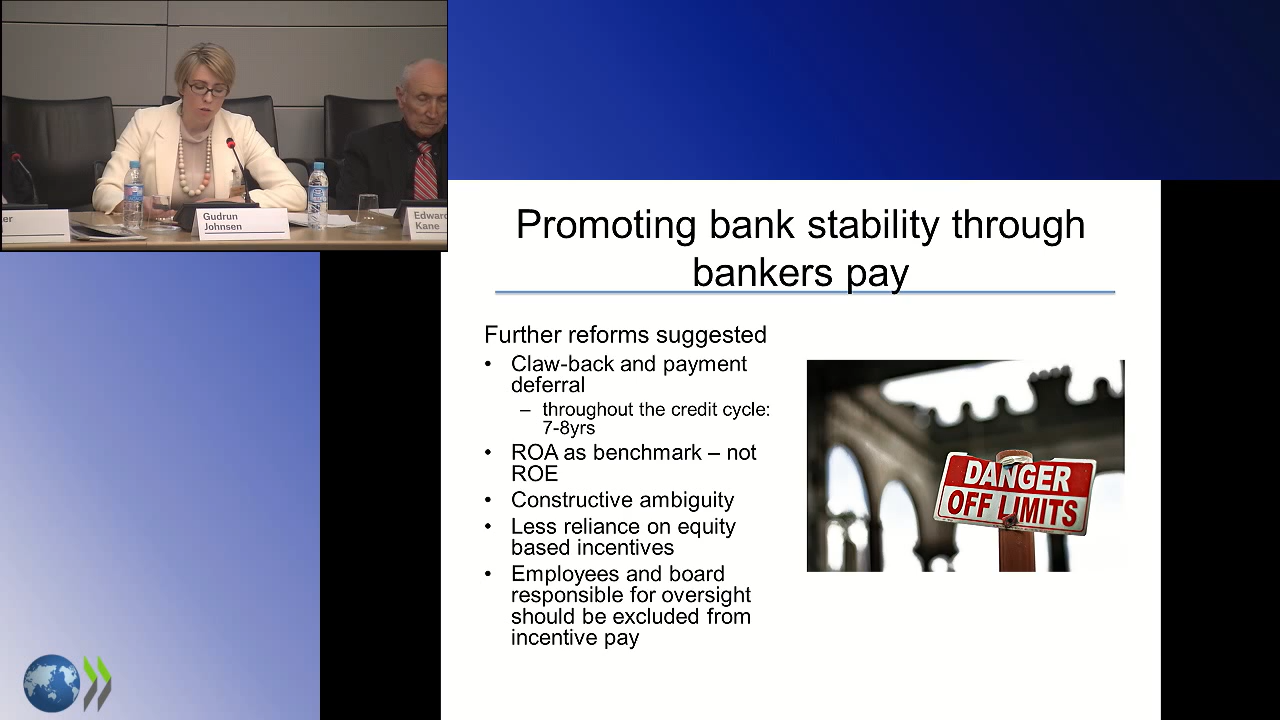 er
Gudrun
Johnsen
Edward
Kane
Promoting bank stability through
bankers pay
Further reforms suggested
• Claw-back and payment
deferral
– throughout the credit cycle:
7-8yrs
• ROA as benchmark – not
ROE
• Constructive ambiguity
• Less reliance on equity
based incentives
• Employees and board
responsible for oversight
should be excluded from
incentive pay
DANGER
OFF LIMITS